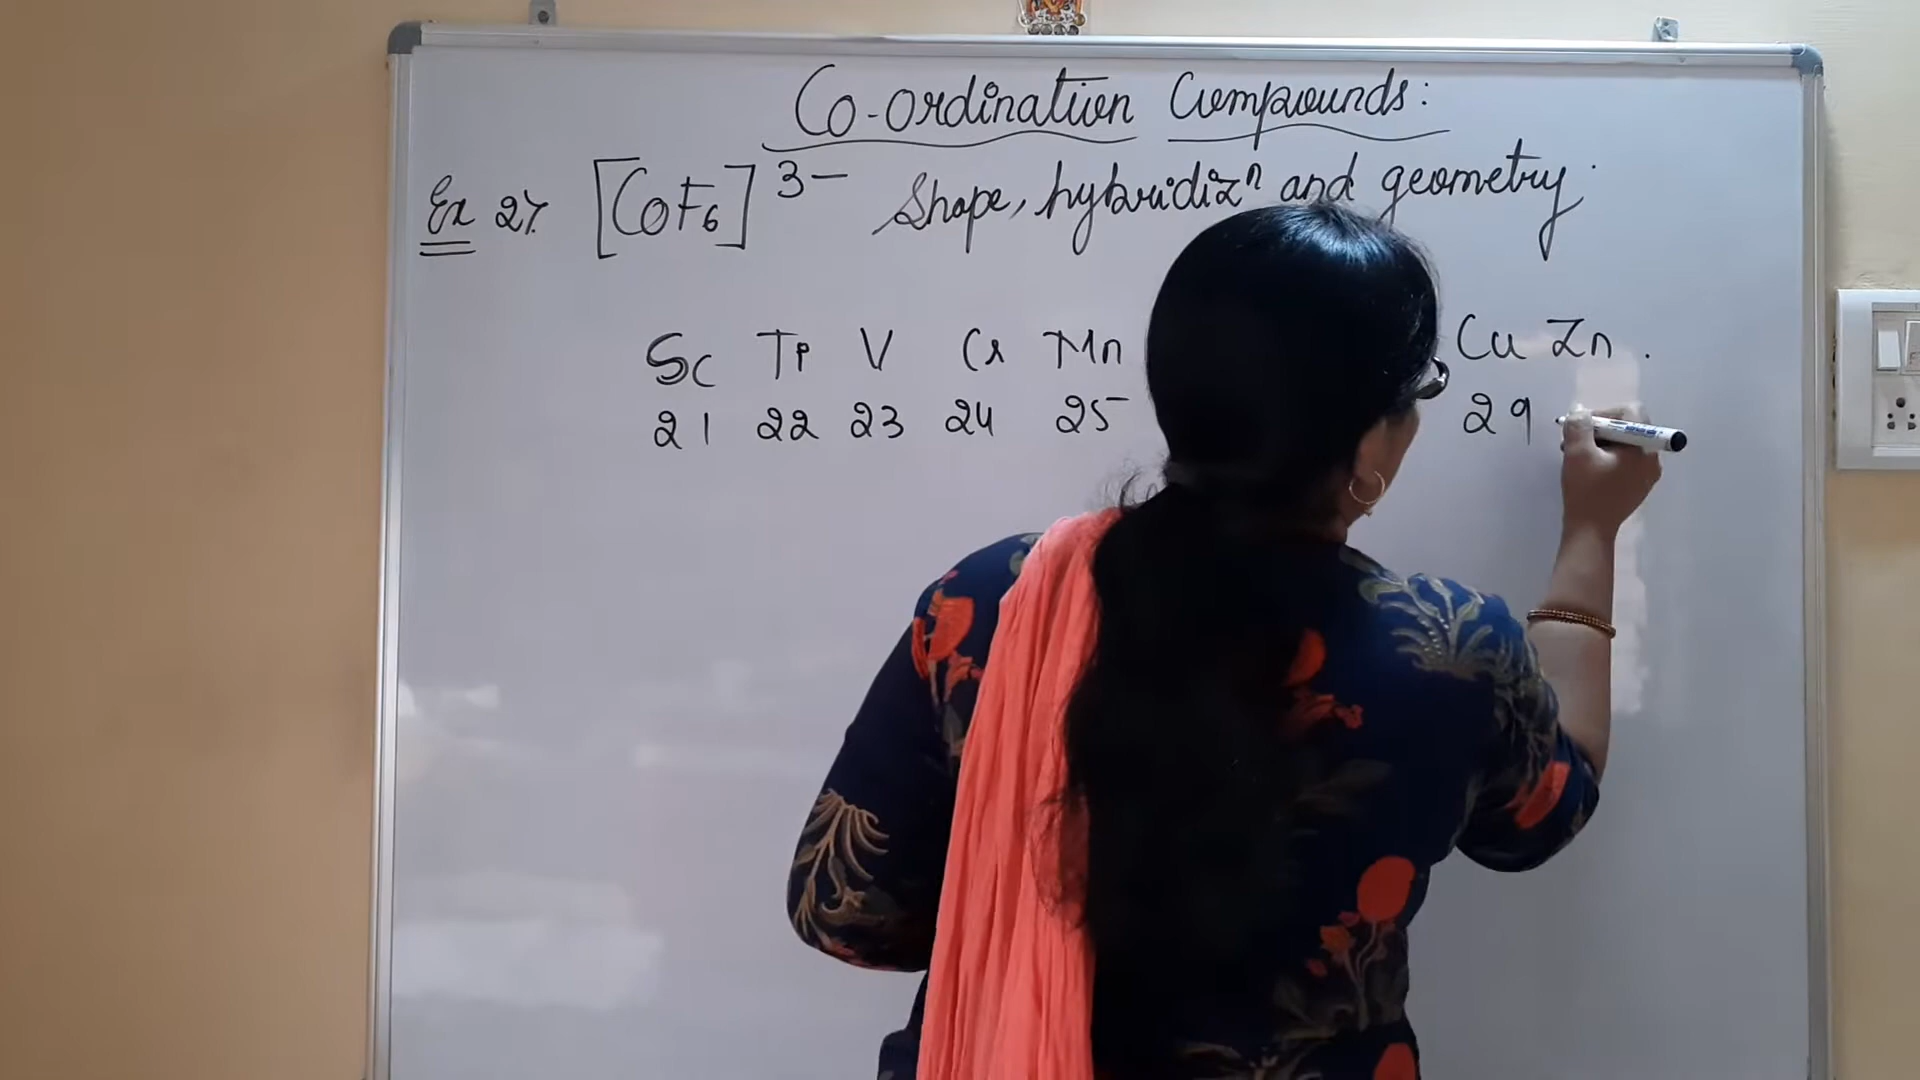 Co-ordination Compounds:
Ex 2% [CoF6]3- Shape, hybridizn and geometry.
Sc Ti V Cr Mn Cu Zn.
21 22 23 24 25 29